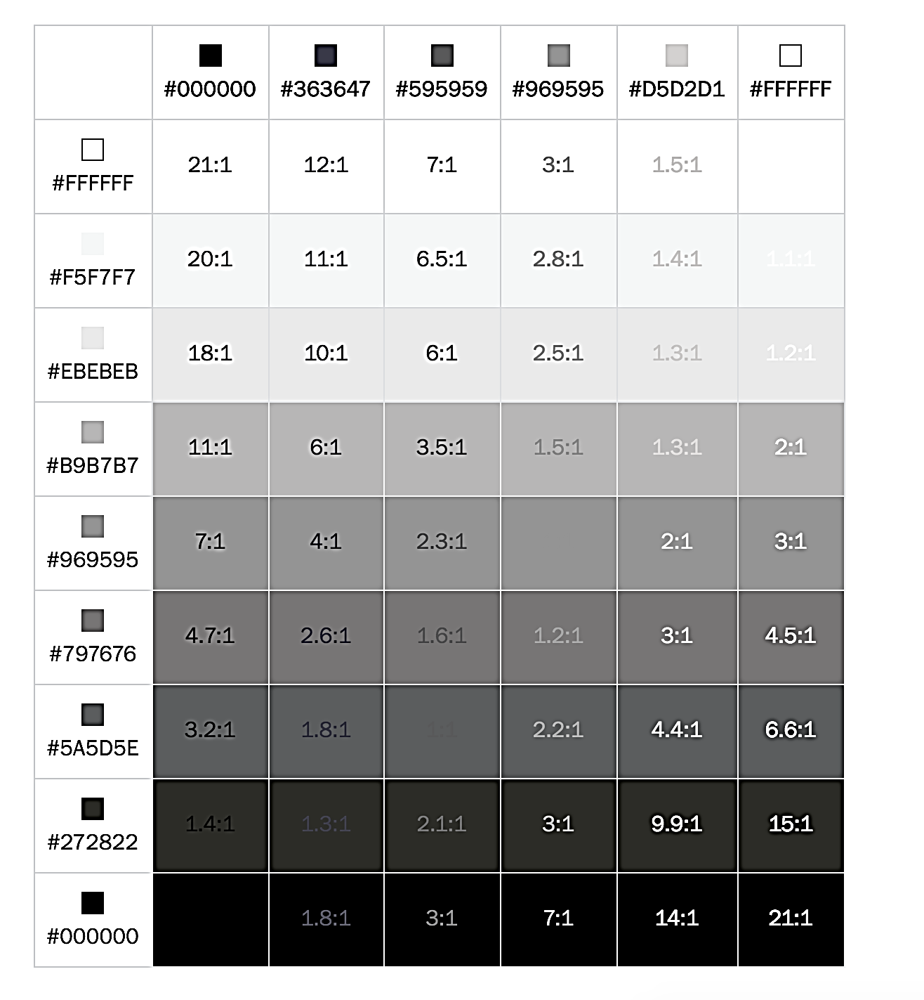 #000000 #363647 #595959 #969595 #D5D2D1 #FFFFFF
#FFFFFF 21:1 12:1 7:1 3:1 1.5:1
#F5F7F7 20:1 11:1 6.5:1 2.8:1 1.4:1 1.1:1
#EBEBEB 18:1 10:1 6:1 2.5:1 1.3:1 1.2:1
#B9B7B7 11:1 6:1 3.5:1 1.5:1 1.3:1 2:1
#969595 7:1 4:1 2.3:1 2:1 3:1
#797676 4.7:1 2.6:1 1.6:1 1.2:1 3:1 4.5:1
#5A5D5E 3.2:1 1.8:1 1:1 2.2:1 4.4:1 6.6:1
#272822 1.4:1 1.3:1 2.1:1 3:1 9.9:1 15:1
#000000 1.8:1 3:1 7:1 14:1 21:1